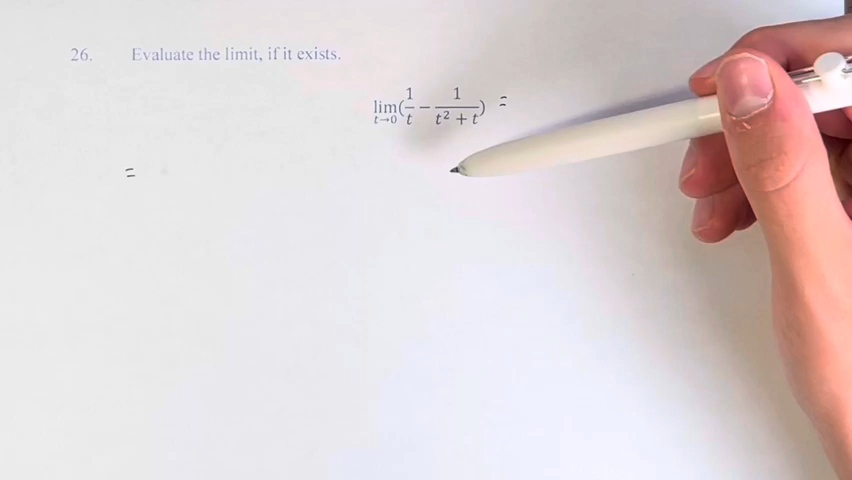 26. Evaluate the limit, if it exists.
lim_{t→0} (1/t − 1/(t² + t)) =
=